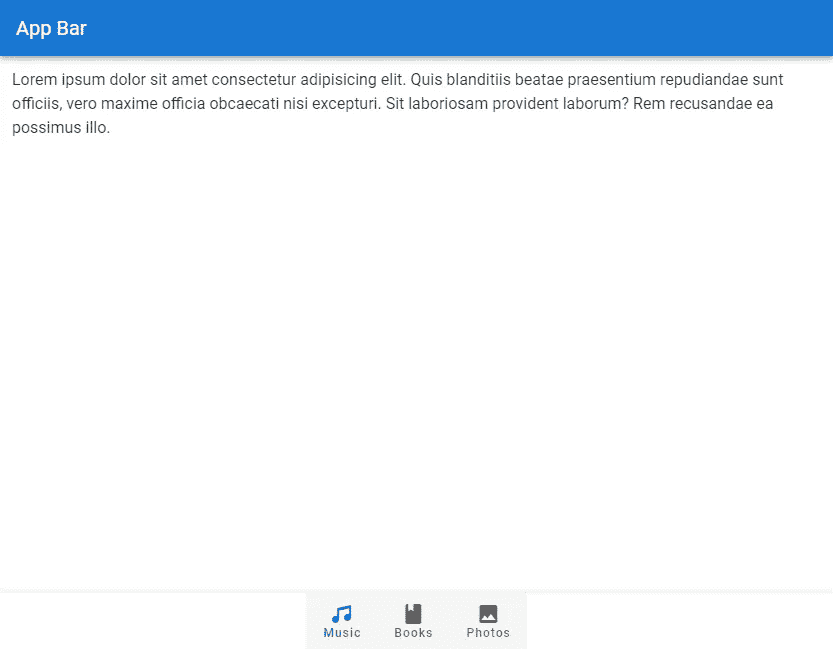 App Bar
Lorem ipsum dolor sit amet consectetur adipisicing elit. Quis blanditiis beatae praesentium repudiandae sunt
officiis, vero maxime officia obcaecati nisi excepturi. Sit laboriosam provident laborum? Rem recusandae ea
possimus illo.
Music Books Photos